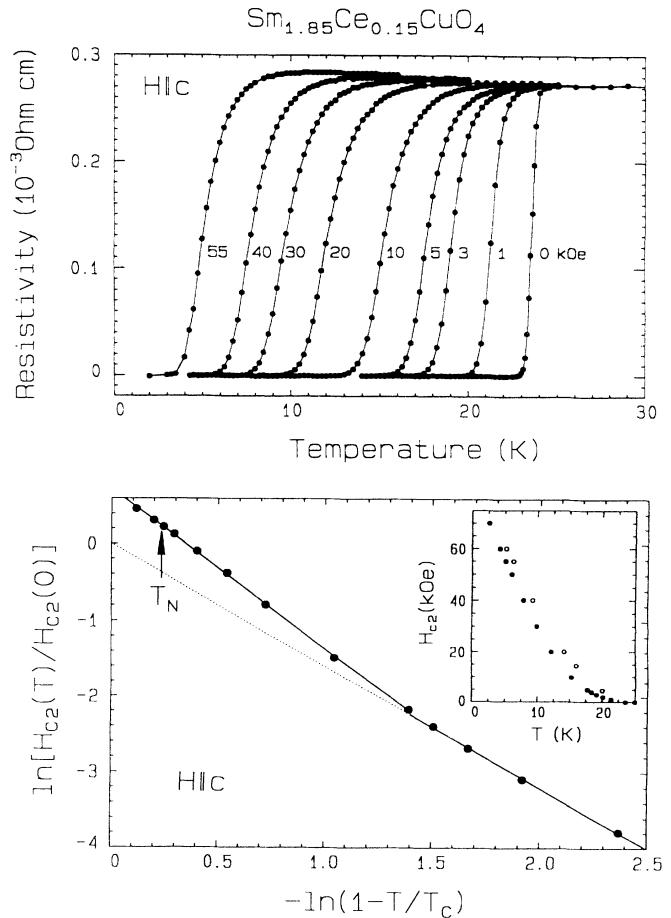 Sm1.85Ce0.15CuO4
0.3
H||c
0.2
0.1
0
Resistivity (10⁻³Ohm cm)
55 40 30 20 10 5 3 1 0 kOe
0 10 20 30
Temperature (K)
0
-1
-2
-3
-4
ln[HC2(T)/HC2(0)]
TN
H||c
60
40
20
0
HC2(kOe)
0 10 20
T (K)
0 0.5 1.0 1.5 2.0 2.5
-ln(1-T/TC)